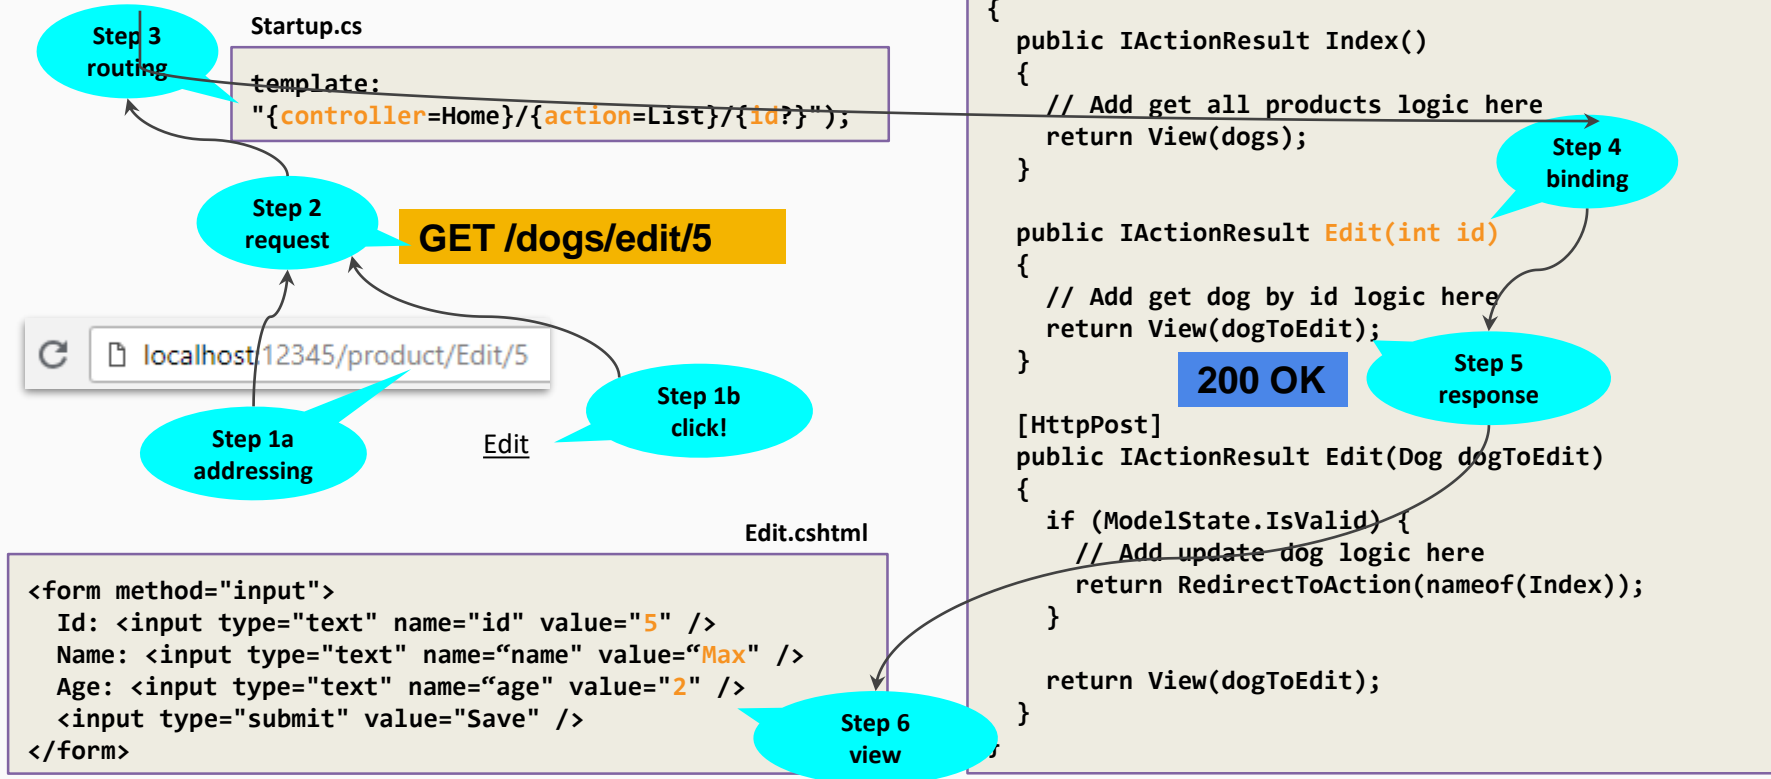 Step 3
routing
Startup.cs
template:
"{controller=Home}/{action=List}/{id?}");
Step 2
request
GET /dogs/edit/5
localhost:12345/product/Edit/5
Step 1a
addressing
Step 1b
click!
Edit
Edit.cshtml
<form method="input">
Id: <input type="text" name="id" value="5" />
Name: <input type="text" name=“name" value=“Max" />
Age: <input type="text" name=“age" value="2" />
<input type="submit" value="Save" />
</form>
Step 6
view
{
public IActionResult Index()
{
// Add get all products logic here
return View(dogs);
}
Step 4
binding
public IActionResult Edit(int id)
{
// Add get dog by id logic here
return View(dogToEdit);
}
200 OK
Step 5
response
[HttpPost]
public IActionResult Edit(Dog dogToEdit)
{
if (ModelState.IsValid) {
// Add update dog logic here
return RedirectToAction(nameof(Index));
}
return View(dogToEdit);
}
}